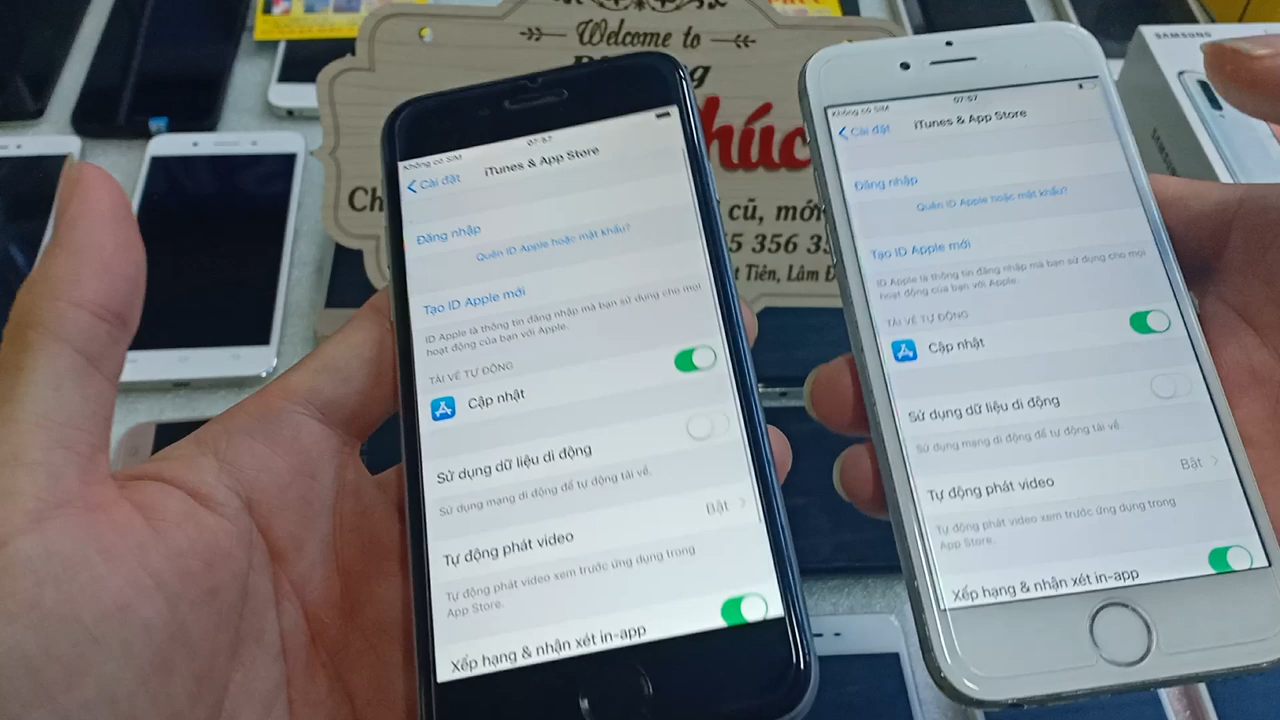 Welcome to
húc
Ch
cũ, mới
5 356 3
t Tiên, Lâm Đ
SAMSUNG
SAMSUNG
Không có SIM
07:57
Cài đặt
iTunes & App Store
Đăng nhập
Quên ID Apple hoặc mật khẩu?
Tạo ID Apple mới
ID Apple là thông tin đăng nhập mà bạn sử dụng cho mọi
hoạt động của bạn với Apple.
TẢI VỀ TỰ ĐỘNG
Cập nhật
Sử dụng dữ liệu di động
Sử dụng mạng di động để tự động tải về.
Tự động phát video
Bật
Tự động phát video xem trước ứng dụng trong
App Store.
Xếp hạng & nhận xét in-app
Không có SIM
07:57
Cài đặt
iTunes & App Store
Đăng nhập
Quên ID Apple hoặc mật khẩu?
Tạo ID Apple mới
ID Apple là thông tin đăng nhập mà bạn sử dụng cho mọi
hoạt động của bạn với Apple.
TẢI VỀ TỰ ĐỘNG
Cập nhật
Sử dụng dữ liệu di động
Sử dụng mạng di động để tự động tải về.
Tự động phát video
Bật
Tự động phát video xem trước ứng dụng trong
App Store.
Xếp hạng & nhận xét in-app